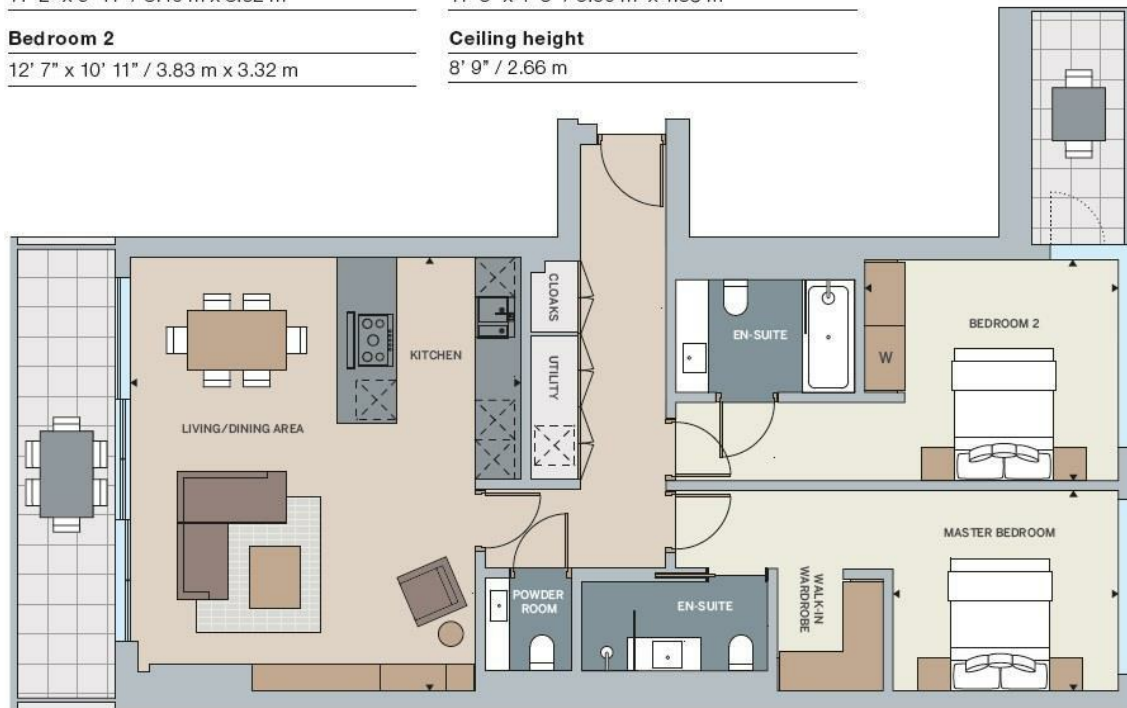 Bedroom 2
12’ 7” x 10’ 11” / 3.83 m x 3.32 m
Ceiling height
8’ 9” / 2.66 m
CLOAKS
UTILITY
KITCHEN
LIVING/DINING AREA
EN-SUITE
W
BEDROOM 2
MASTER BEDROOM
POWDER
ROOM
EN-SUITE
WALK-IN
WARDROBE